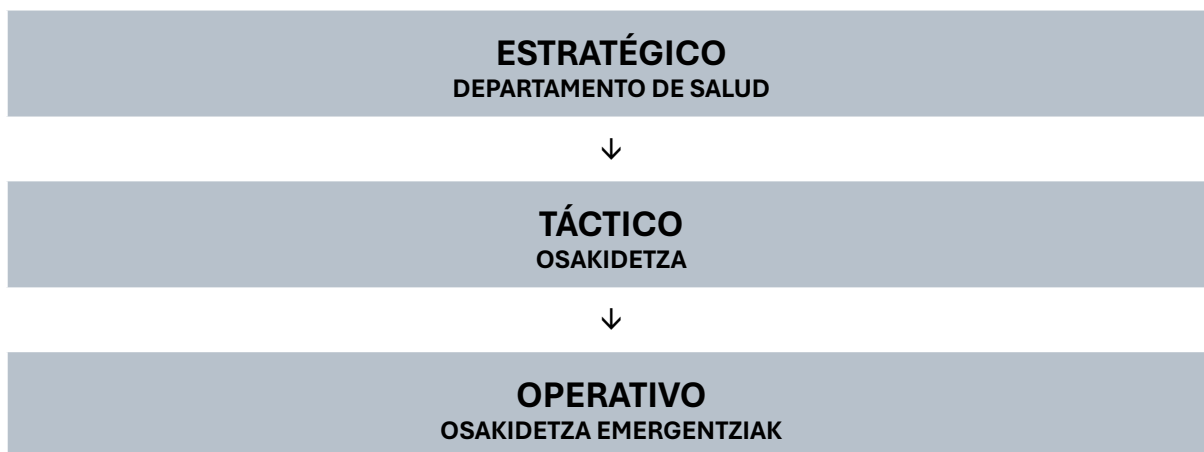 ESTRATÉGICO
DEPARTAMENTO DE SALUD
↓
TÁCTICO
OSAKIDETZA
↓
OPERATIVO
OSAKIDETZA EMERGENTZIAK